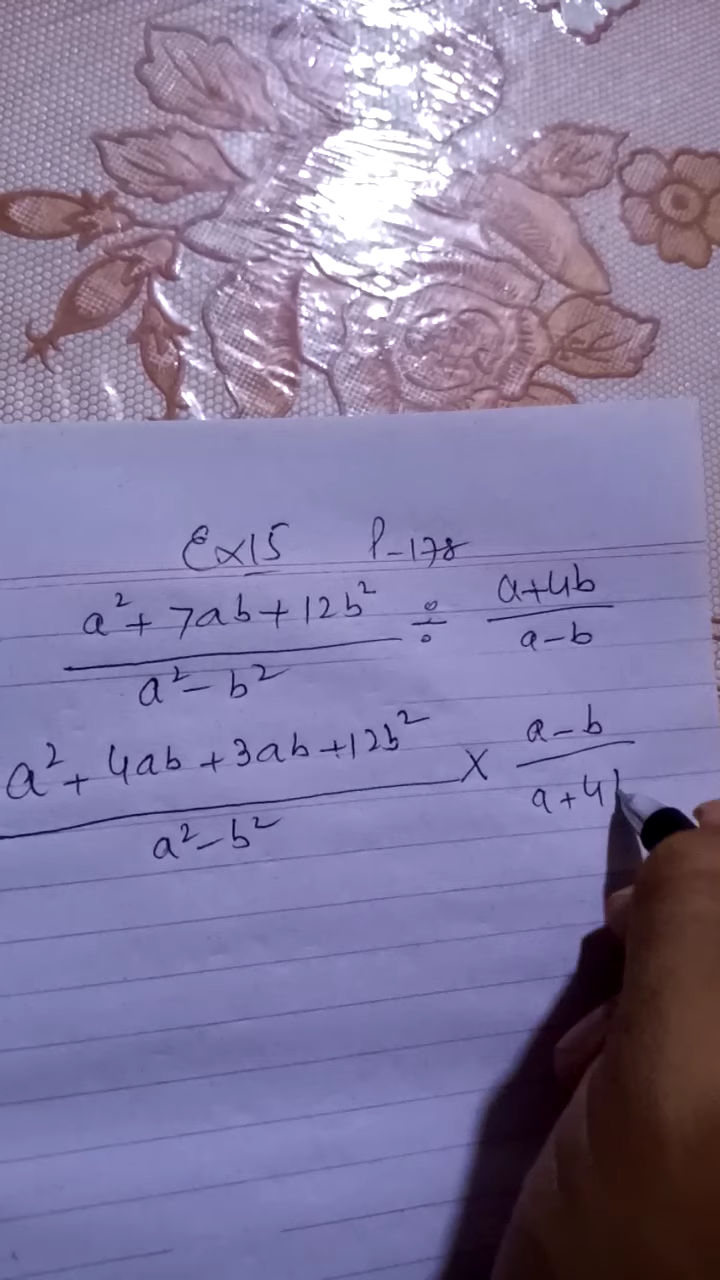 Ex15 P-178
a²+ 7ab+12b² ÷ a+4b
a²-b² a-b
a²+ 4ab+3ab+12b² × a-b
a²-b² a+4